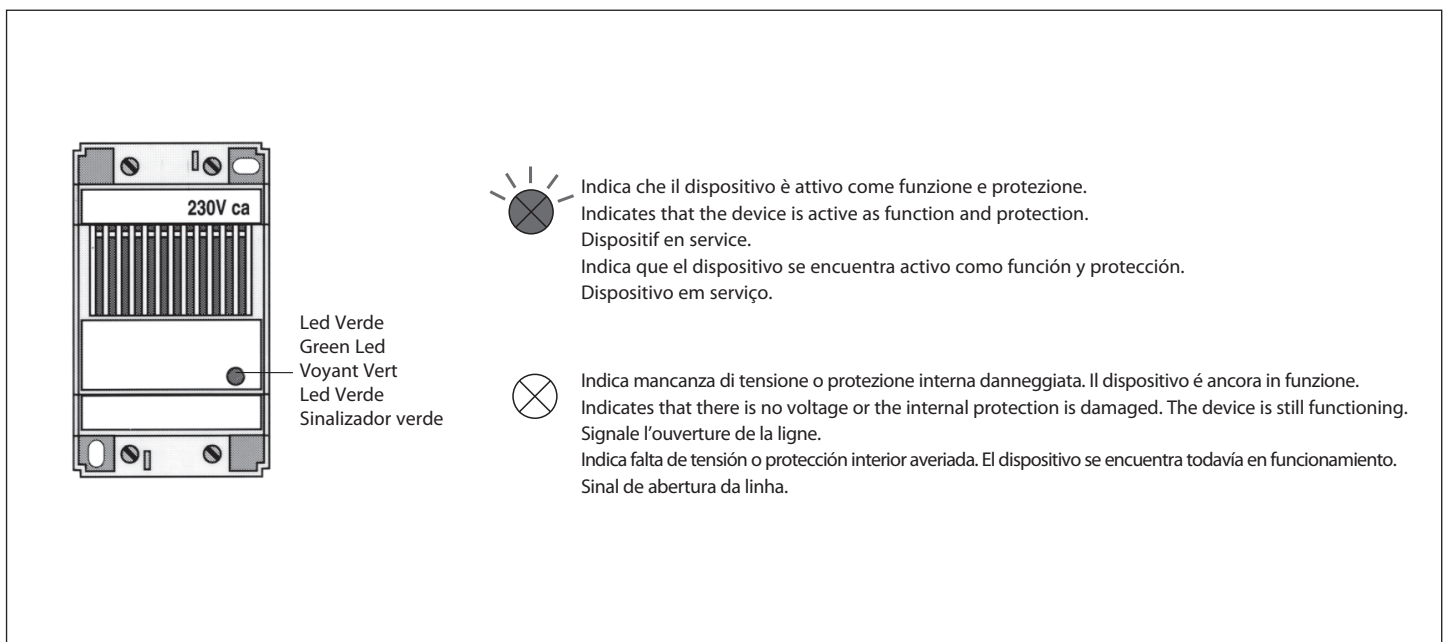 230V ca
Led Verde
Green Led
Voyant Vert
Led Verde
Sinalizador verde
Indica che il dispositivo è attivo come funzione e protezione.
Indicates that the device is active as function and protection.
Dispositif en service.
Indica que el dispositivo se encuentra activo como función y protección.
Dispositivo em serviço.
Indica mancanza di tensione o protezione interna danneggiata. Il dispositivo é ancora in funzione.
Indicates that there is no voltage or the internal protection is damaged. The device is still functioning.
Signale l’ouverture de la ligne.
Indica falta de tensión o protección interior averiada. El dispositivo se encuentra todavía en funcionamiento.
Sinal de abertura da linha.